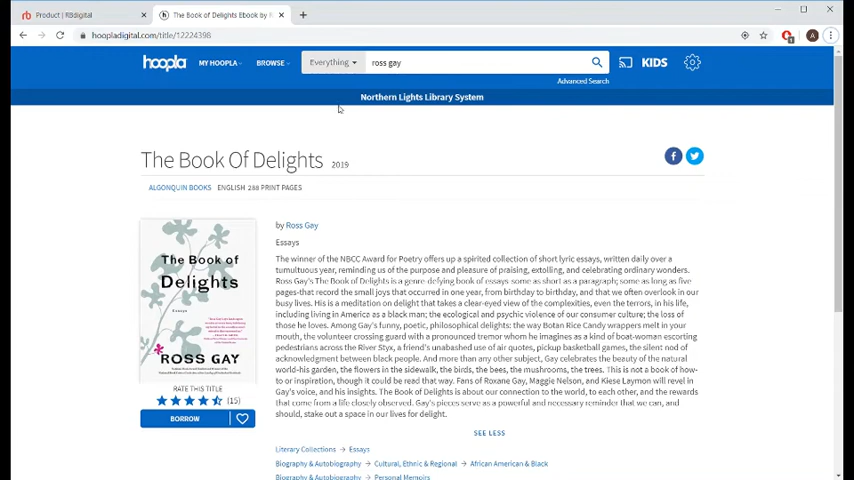 Product | RBdigital
The Book of Delights Ebook by R
hoopladigital.com/title/12224398
A
hoopla
MY HOOPLA
BROWSE
Everything
ross gay
KIDS
Advanced Search
Northern Lights Library System
The Book Of Delights 2019
ALGONQUIN BOOKS ENGLISH 288 PRINT PAGES
by Ross Gay
Essays
The winner of the NBCC Award for Poetry offers up a spirited collection of short lyric essays, written daily over a
tumultuous year, reminding us of the purpose and pleasure of praising, extolling, and celebrating ordinary wonders.
Ross Gay's The Book of Delights is a genre-defying book of essays some as short as a paragraph; some as long as five
pages-that record the small joys that occurred in one year, from birthday to birthday, and that we often overlook in our
busy lives. His is a meditation on delight that takes a clear-eyed view of the complexities, even the terrors, in his life,
including living in America as a black man; the ecological and psychic violence of our consumer culture; the loss of
those he loves. Among Gay's funny, poetic, philosophical delights: the way Botan Rice Candy wrappers melt in your
mouth, the volunteer crossing guard with a pronounced tremor whom he imagines as a kind of boat-woman escorting
pedestrians across the River Styx, a friend's unabashed use of air quotes, pickup basketball games, the silent nod of
acknowledgment between black people. And more than any other subject, Gay celebrates the beauty of the natural
world-his garden, the flowers in the sidewalk, the birds, the bees, the mushrooms, the trees. This is not a book of how-
to or inspiration, though it could be read that way. Fans of Roxane Gay, Maggie Nelson, and Kiese Laymon will revel in
Gay's voice, and his insights. The Book of Delights is about our connection to the world, to each other, and the rewards
that come from a life closely observed. Gay's pieces serve as a powerful and necessary reminder that we can, and
should, stake out a space in our lives for delight.
SEE LESS
The Book of
Delights
Essays
ROSS GAY
RATE THIS TITLE
(15)
BORROW
Literary Collections → Essays
Biography & Autobiography → Cultural, Ethnic & Regional → African American & Black
Biography & Autobiography → Personal Memoirs